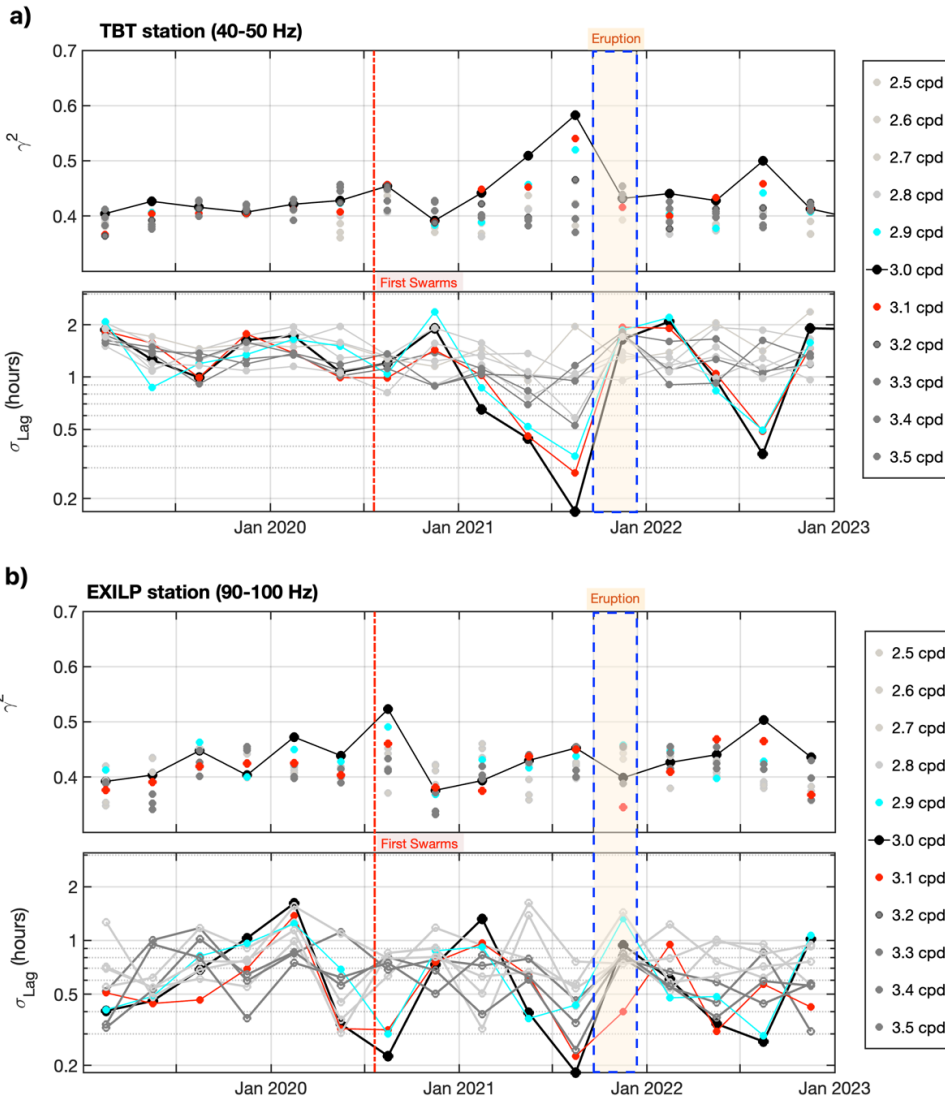 a)
TBT station (40-50 Hz)
Eruption
0.7
0.6
0.5
0.4
γ²
First Swarms
2
1
0.5
0.2
σLag (hours)
Jan 2020
Jan 2021
Jan 2022
Jan 2023
2.5 cpd
2.6 cpd
2.7 cpd
2.8 cpd
2.9 cpd
3.0 cpd
3.1 cpd
3.2 cpd
3.3 cpd
3.4 cpd
3.5 cpd
b)
EXILP station (90-100 Hz)
Eruption
0.7
0.6
0.5
0.4
γ²
First Swarms
2
1
0.5
0.2
σLag (hours)
Jan 2020
Jan 2021
Jan 2022
Jan 2023
2.5 cpd
2.6 cpd
2.7 cpd
2.8 cpd
2.9 cpd
3.0 cpd
3.1 cpd
3.2 cpd
3.3 cpd
3.4 cpd
3.5 cpd